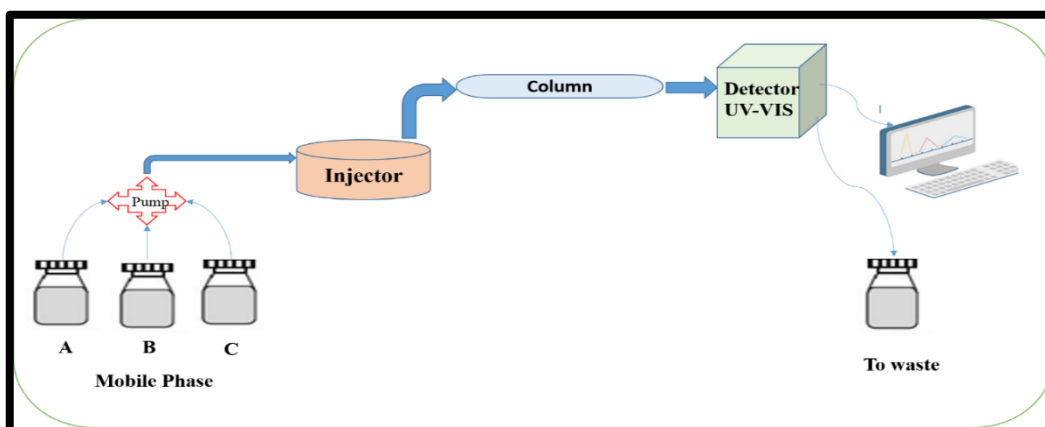 Column
Detector
UV-VIS
Injector
Pump
A
B
C
Mobile Phase
To waste